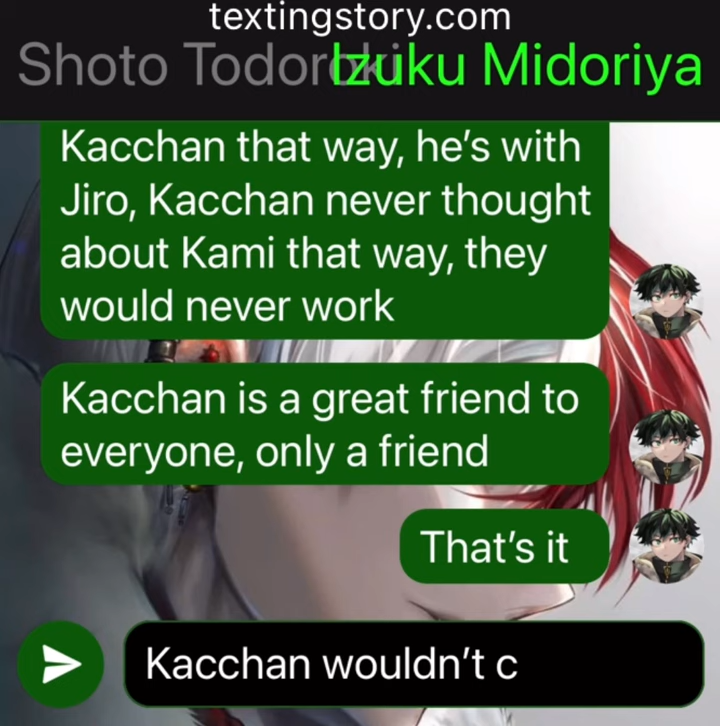 textingstory.com
Shoto Todoroki Izuku Midoriya
Kacchan that way, he’s with
Jiro, Kacchan never thought
about Kami that way, they
would never work
Kacchan is a great friend to
everyone, only a friend
That’s it
Kacchan wouldn’t c